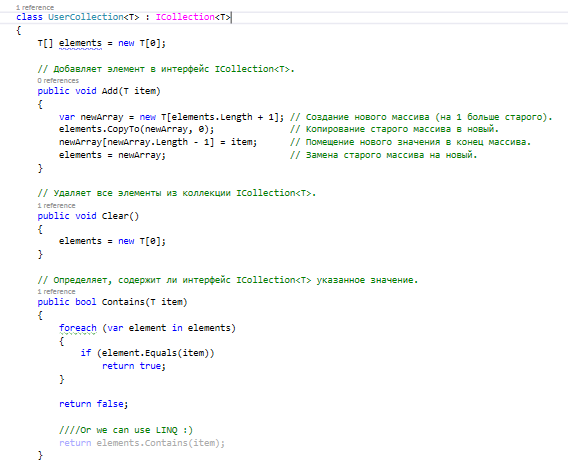 1 reference
class UserCollection<T> : ICollection<T>
{
    T[] elements = new T[0];

    // Добавляет элемент в интерфейс ICollection<T>.
    0 references
    public void Add(T item)
    {
        var newArray = new T[elements.Length + 1]; // Создание нового массива (на 1 больше старого).
        elements.CopyTo(newArray, 0);              // Копирование старого массива в новый.
        newArray[newArray.Length - 1] = item;      // Помещение нового значения в конец массива.
        elements = newArray;                       // Замена старого массива на новый.
    }

    // Удаляет все элементы из коллекции ICollection<T>.
    1 reference
    public void Clear()
    {
        elements = new T[0];
    }

    // Определяет, содержит ли интерфейс ICollection<T> указанное значение.
    1 reference
    public bool Contains(T item)
    {
        foreach (var element in elements)
        {
            if (element.Equals(item))
                return true;
        }

        return false;

        ////Or we can use LINQ :)
        return elements.Contains(item);
    }